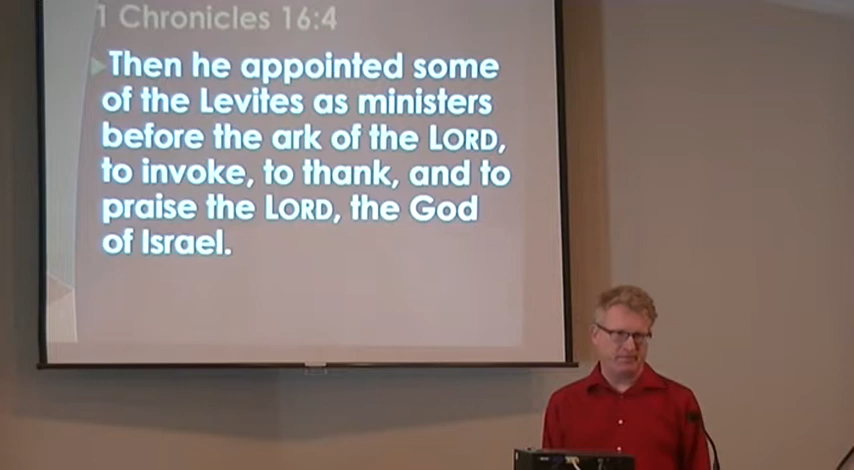 1 Chronicles 16:4
Then he appointed some
of the Levites as ministers
before the ark of the LORD,
to invoke, to thank, and to
praise the LORD, the God
of Israel.